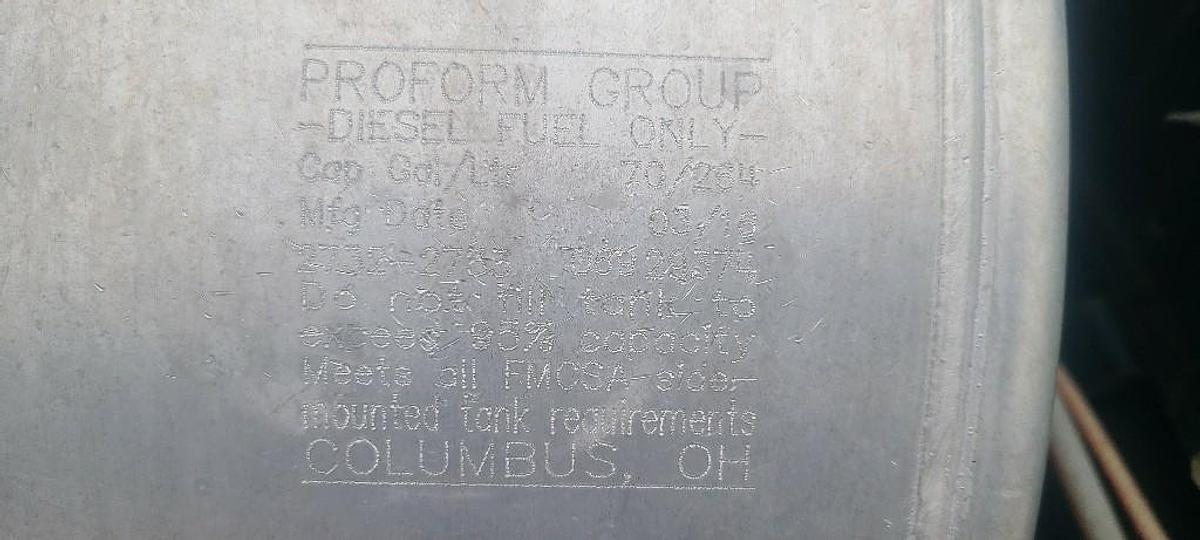 PROFORM GROUP
-DIESEL FUEL ONLY-
Cap Gal/Ltr 70/264
Mfg Date 03/18
Do not fill tank to
exceed 95% capacity
Meets all FMCSA side-
mounted tank requirements
COLUMBUS, OH